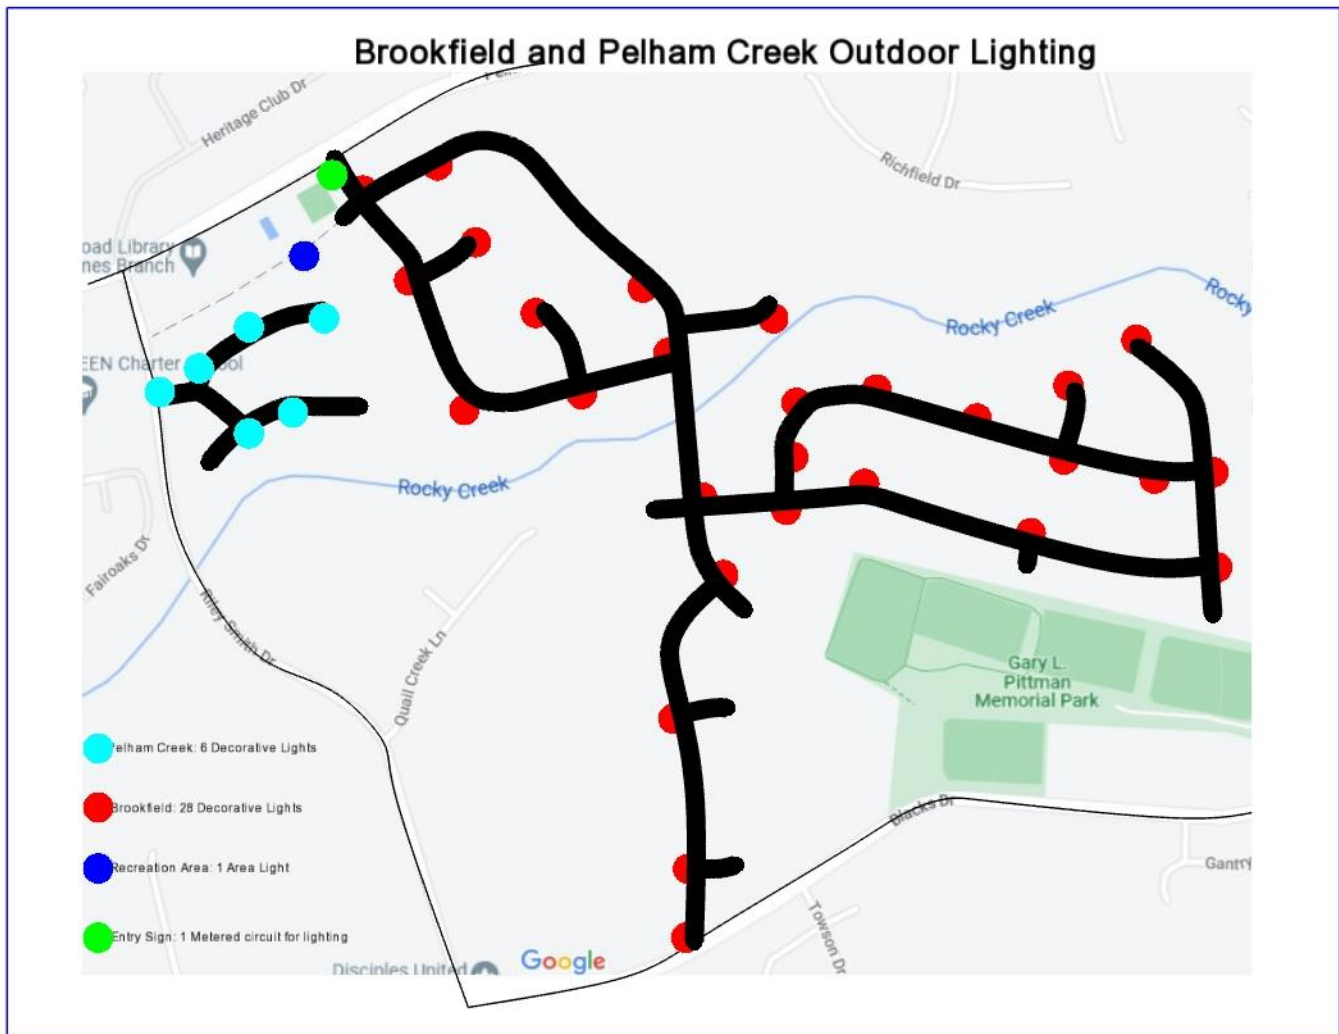 Brookfield and Pelham Creek Outdoor Lighting
Heritage Club Dr
Richfield Dr
oad Library
nes Branch
Rocky Creek
Rocky
EEN Charter
ool
Rocky Creek
Fairoaks Dr
Riley Smith Dr
Quail Creek Ln
Gary L.
Pittman
Memorial Park
elham Creek: 6 Decorative Lights
Brookfield: 28 Decorative Lights
Blacks Dr
Recreation Area: 1 Area Light
Gantry
Entry Sign: 1 Metered circuit for lighting
Towson Dr
Google
Disciples United